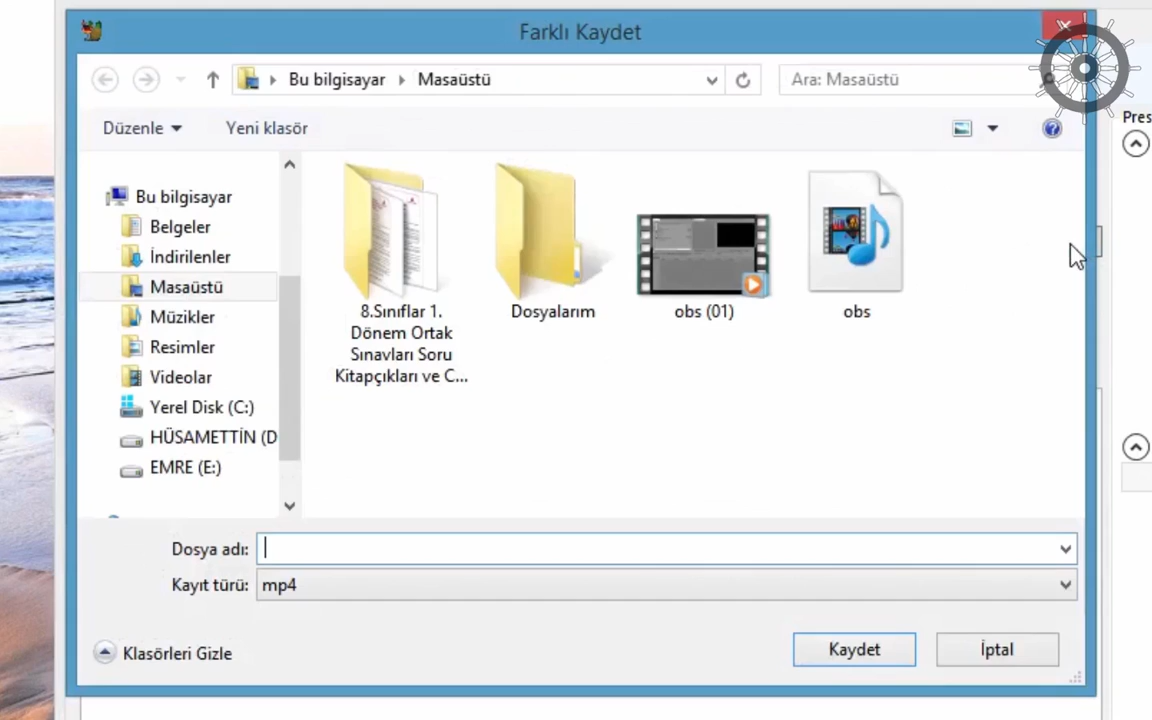 Farklı Kaydet
Bu bilgisayar Masaüstü
Ara: Masaüstü
Pres
Düzenle
Yeni klasör
Bu bilgisayar
Belgeler
İndirilenler
Masaüstü
Müzikler
Resimler
Videolar
Yerel Disk (C:)
HÜSAMETTİN (D
EMRE (E:)
8.Sınıflar 1.
Dönem Ortak
Sınavları Soru
Kitapçıkları ve C...
Dosyalarım
obs (01)
obs
Dosya adı:
Kayıt türü: mp4
Klasörleri Gizle
Kaydet
İptal